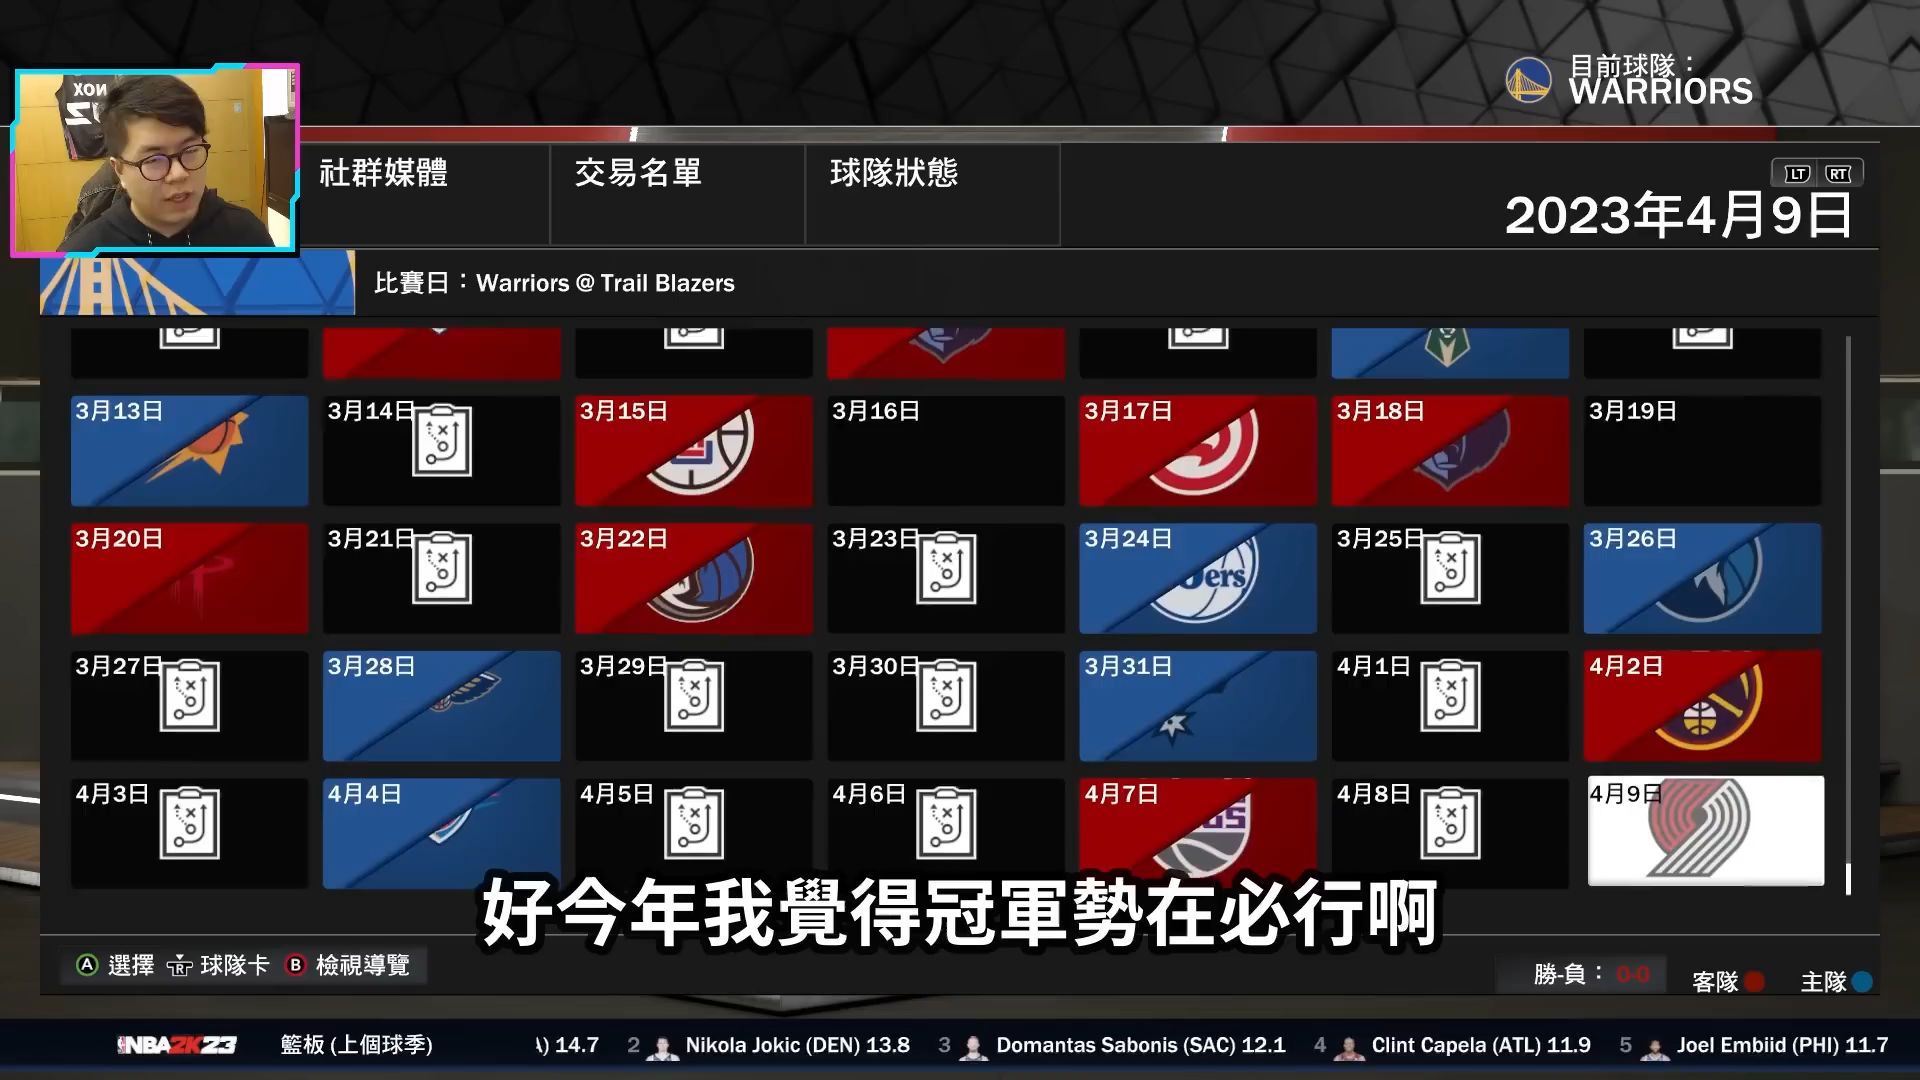 目前球隊：
WARRIORS
XON
社群媒體
交易名單
球隊狀態
LT RT
2023年4月9日
比賽日：Warriors @ Trail Blazers
3月13日
3月14日
3月15日
3月16日
3月17日
3月18日
3月19日
3月20日
3月21日
3月22日
3月23日
3月24日
3月25日
3月26日
3月27日
3月28日
3月29日
3月30日
3月31日
4月1日
4月2日
4月3日
4月4日
4月5日
4月6日
4月7日
4月8日
4月9日
好今年我覺得冠軍勢在必行啊
A 選擇 R 球隊卡 B 檢視導覽
勝-負：0-0
客隊
主隊
NBA2K23
籃板 (上個球季)
14.7 2 Nikola Jokic (DEN) 13.8 3 Domantas Sabonis (SAC) 12.1 4 Clint Capela (ATL) 11.9 5 Joel Embiid (PHI) 11.7